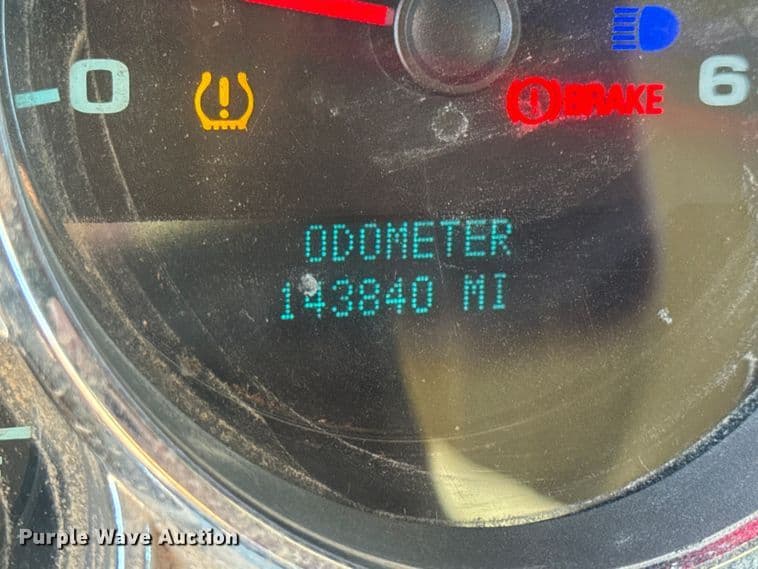 0
BRAKE
6
ODOMETER
143840 MI
Purple Wave Auction